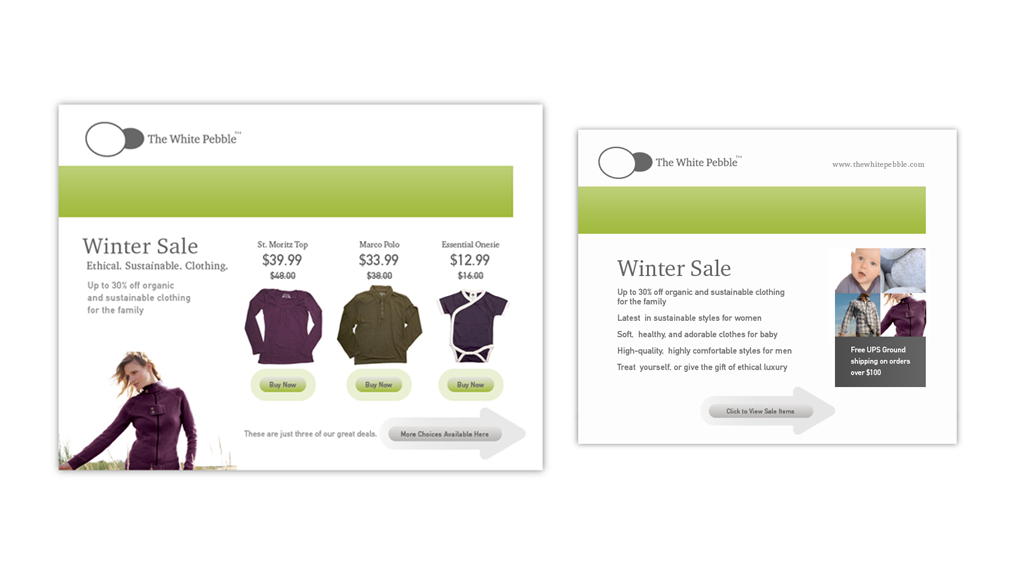 The White Pebble™
Winter Sale
Ethical. Sustainable. Clothing.
Up to 30% off organic
and sustainable clothing
for the family
St. Moritz Top
$39.99
$48.00
Buy Now
Marco Polo
$33.99
$38.00
Buy Now
Essential Onesie
$12.99
$16.00
Buy Now
These are just three of our great deals.
More Choices Available Here
The White Pebble™
www.thewhitepebble.com
Winter Sale
Up to 30% off organic and sustainable clothing
for the family
Latest in sustainable styles for women
Soft, healthy, and adorable clothes for baby
High-quality, highly comfortable styles for men
Treat yourself, or give the gift of ethical luxury
Free UPS Ground
shipping on orders
over $100
Click to View Sale Items